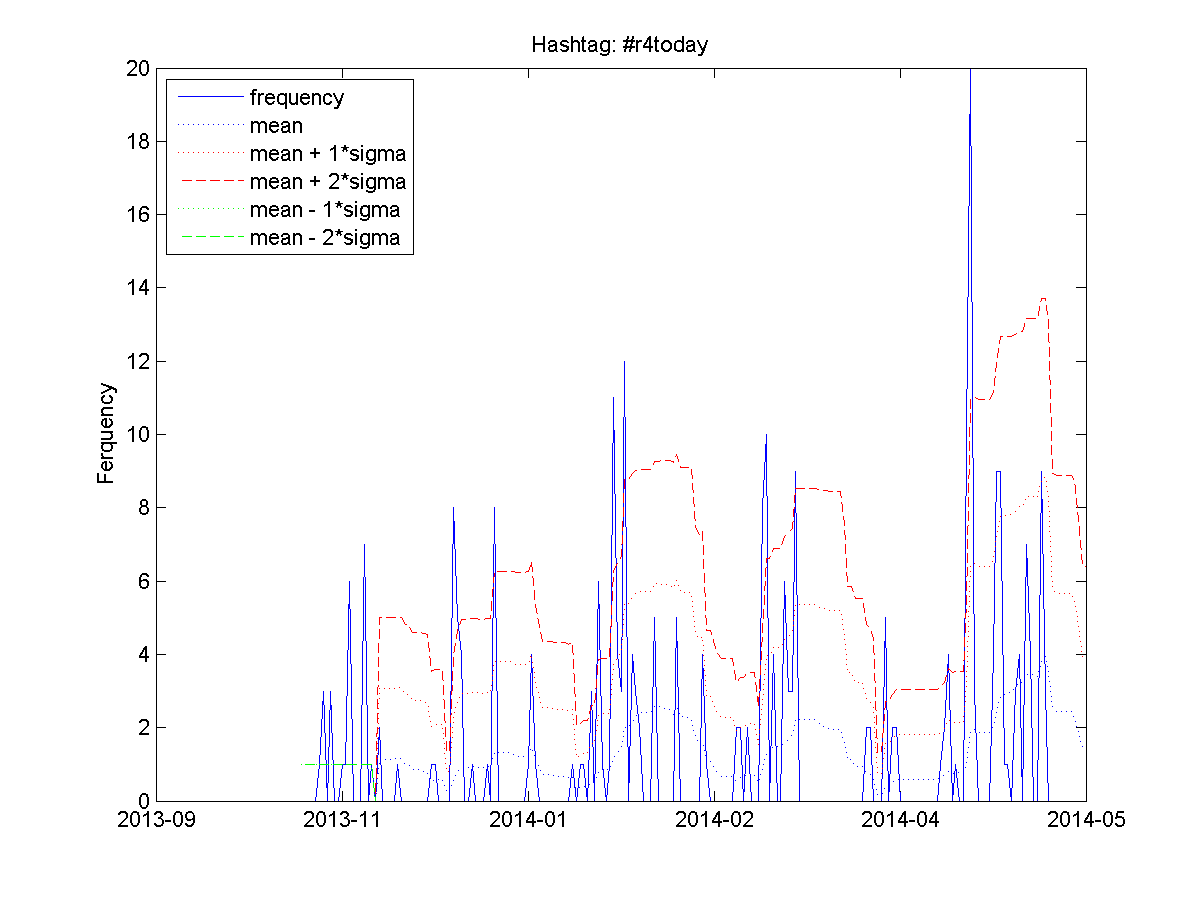 Hashtag: #r4today
20
18
16
14
12
10
8
6
4
2
0
Ferquency
frequency
mean
mean + 1*sigma
mean + 2*sigma
mean - 1*sigma
mean - 2*sigma
2013-09 2013-11 2014-01 2014-02 2014-04 2014-05